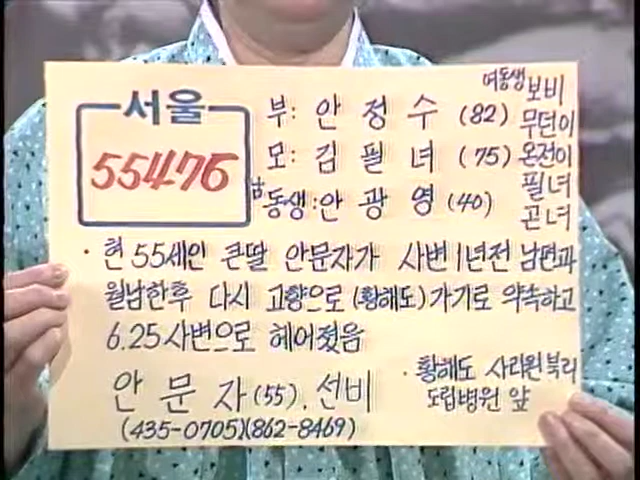 서울
55476
부: 안정수 (82)
모: 김필녀 (75)
남동생: 안광영 (40)
여동생 보비
무던이
온전이
필녀
곤녀
· 현 55세인 큰딸 안문자가 사변 1년전 남편과
월남한후 다시 고향으로 (황해도) 가기로 약속하고
6.25 사변으로 헤어졌음
안문자 (55). 선비
(435-0705)(862-8469)
· 황해도 사리원 북리
도립병원 앞